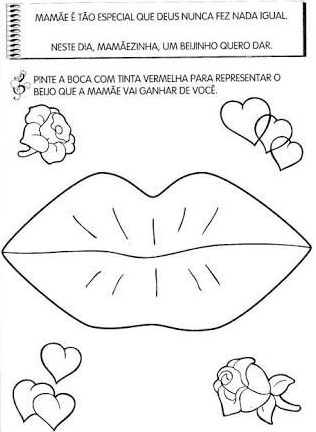 MAMÃE É TÃO ESPECIAL QUE DEUS NUNCA FEZ NADA IGUAL.
NESTE DIA, MAMÃEZINHA, UM BEIJINHO QUERO DAR.
PINTE A BOCA COM TINTA VERMELHA PARA REPRESENTAR O
BEIJO QUE A MAMÃE VAI GANHAR DE VOCÊ.